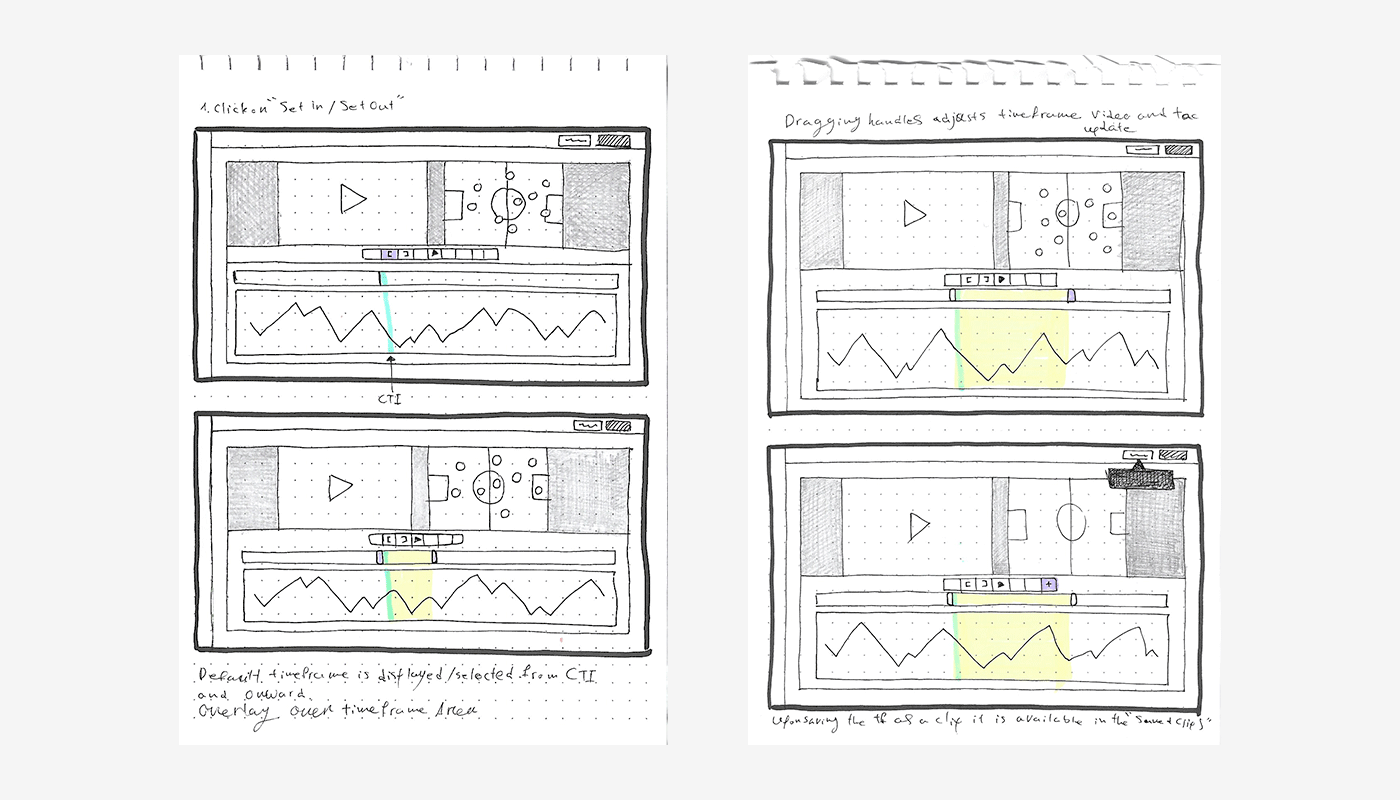 1. Click on "Set in / Set Out"
CTI
Default timeframe is displayed/selected from CTI
and onward.
Overlay over timeframe Area
Dragging handles adjusts timeframe Video and tac
update
Upon saving the tf as a clip it is available in the "Saved Clips"